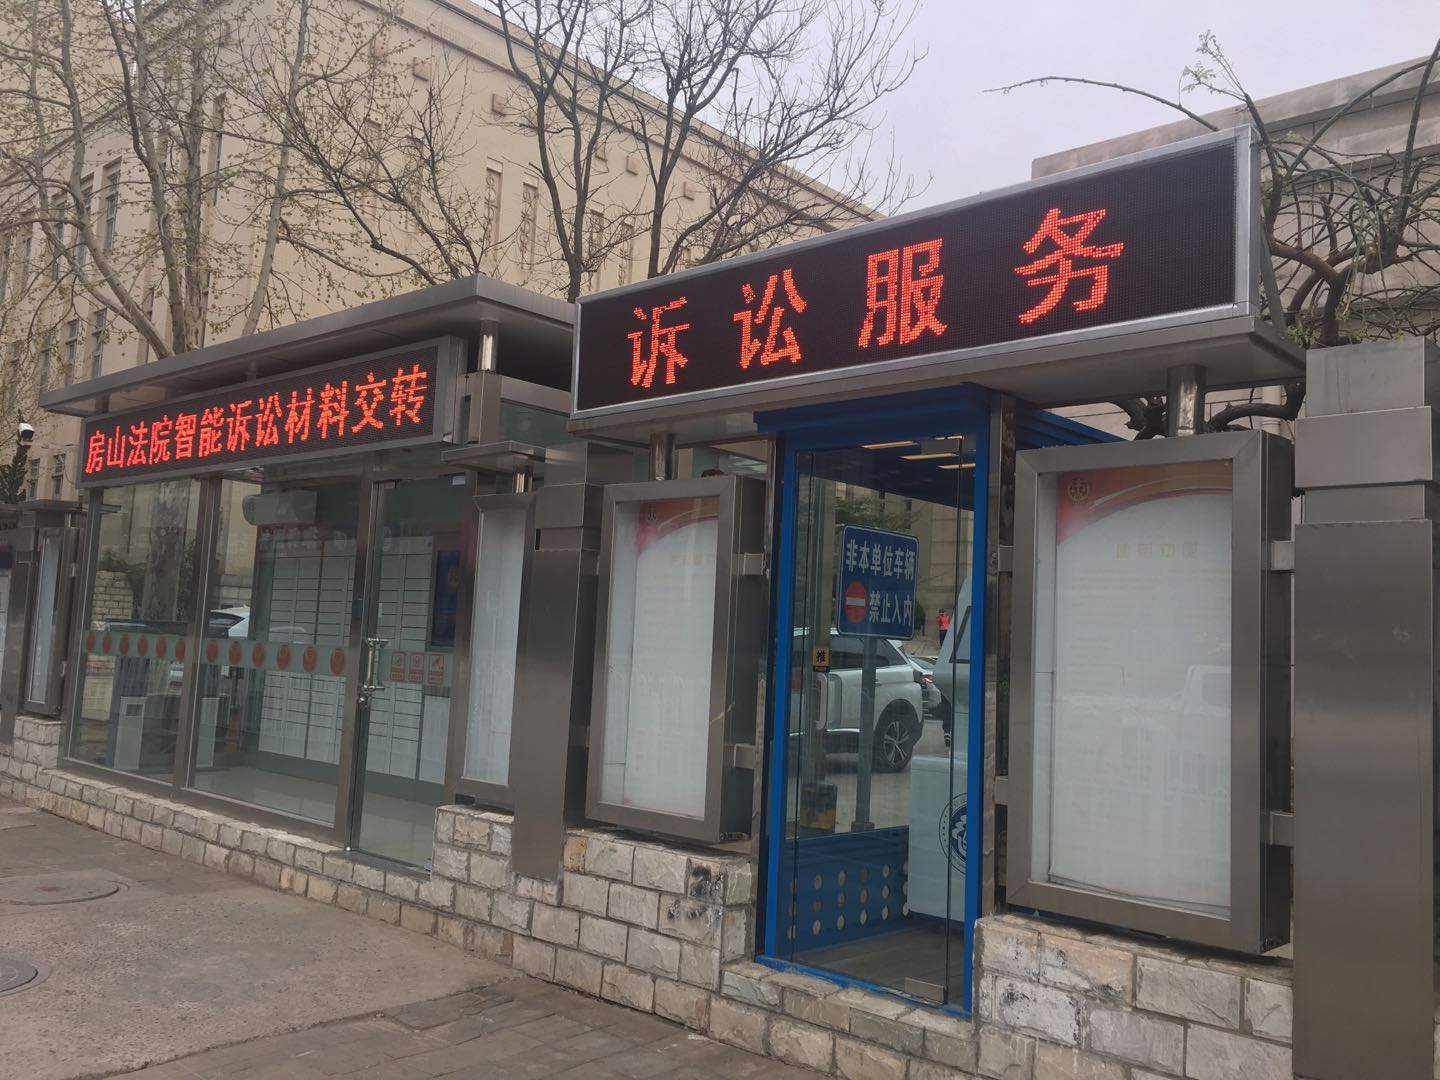 房山法院智能诉讼材料交转
诉讼服务
非本单位车辆
禁止入内
推